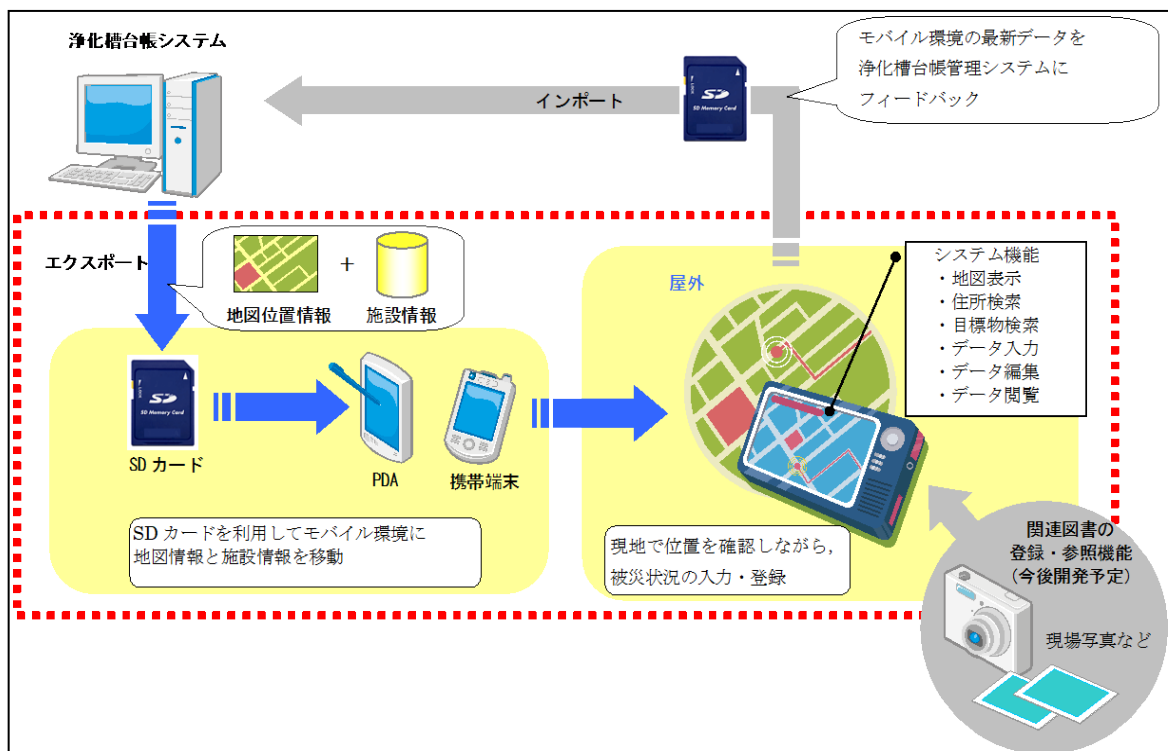 浄化槽台帳システム
モバイル環境の最新データを
浄化槽台帳管理システムに
フィードバック
インポート
SD
SD Memory Card
エクスポート
+
地図位置情報
施設情報
屋外
システム機能
・地図表示
・住所検索
・目標物検索
・データ入力
・データ編集
・データ閲覧
SD
SD Memory Card
SD カード
PDA
携帯端末
SD カードを利用してモバイル環境に
地図情報と施設情報を移動
現地で位置を確認しながら,
被災状況の入力・登録
関連図書の
登録・参照機能
(今後開発予定)
現場写真など